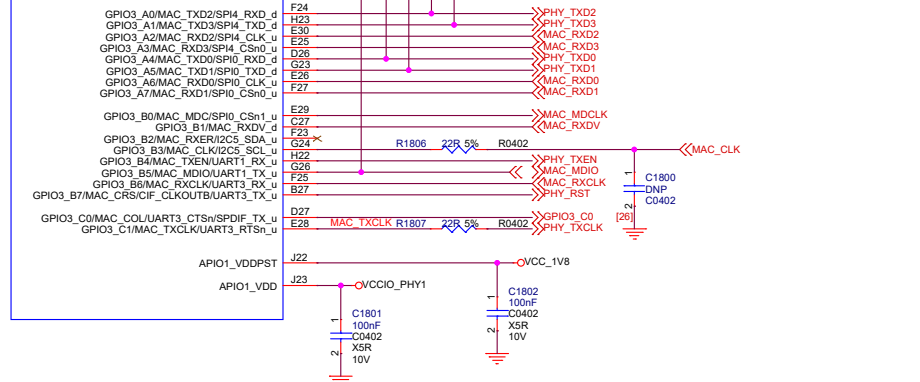 GPIO3_A0/MAC_TXD2/SPI4_RXD_d F24 PHY_TXD2
GPIO3_A1/MAC_TXD3/SPI4_TXD_d H23 PHY_TXD3
GPIO3_A2/MAC_RXD2/SPI4_CLK_u E30 MAC_RXD2
GPIO3_A3/MAC_RXD3/SPI4_CSn0_u E25 MAC_RXD3
GPIO3_A4/MAC_TXD0/SPI0_RXD_d D26 PHY_TXD0
GPIO3_A5/MAC_TXD1/SPI0_TXD_d G23 PHY_TXD1
GPIO3_A6/MAC_RXD0/SPI0_CLK_u E26 MAC_RXD0
GPIO3_A7/MAC_RXD1/SPI0_CSn0_u F27 MAC_RXD1
GPIO3_B0/MAC_MDC/SPI0_CSn1_u E29 MAC_MDCLK
GPIO3_B1/MAC_RXDV_d C27 MAC_RXDV
GPIO3_B2/MAC_RXER/I2C5_SDA_u F23
GPIO3_B3/MAC_CLK/I2C5_SCL_u G24 R1806 22R 5% R0402 MAC_CLK
GPIO3_B4/MAC_TXEN/UART1_RX_u H22 PHY_TXEN
GPIO3_B5/MAC_MDIO/UART1_TX_u G26 MAC_MDIO
GPIO3_B6/MAC_RXCLK/UART3_RX_u F25 MAC_RXCLK
GPIO3_B7/MAC_CRS/CIF_CLKOUTB/UART3_TX_u B27 PHY_RST
1
C1800
DNP
C0402
2
[26]
GPIO3_C0/MAC_COL/UART3_CTSn/SPDIF_TX_u D27 GPIO3_C0
GPIO3_C1/MAC_TXCLK/UART3_RTSn_u E28 MAC_TXCLK R1807 22R 5% R0402 PHY_TXCLK
APIO1_VDDPST J22 VCC_1V8
APIO1_VDD J23 VCCIO_PHY1
1
C1802
100nF
C0402
X5R
10V
2
1
C1801
100nF
C0402
X5R
10V
2